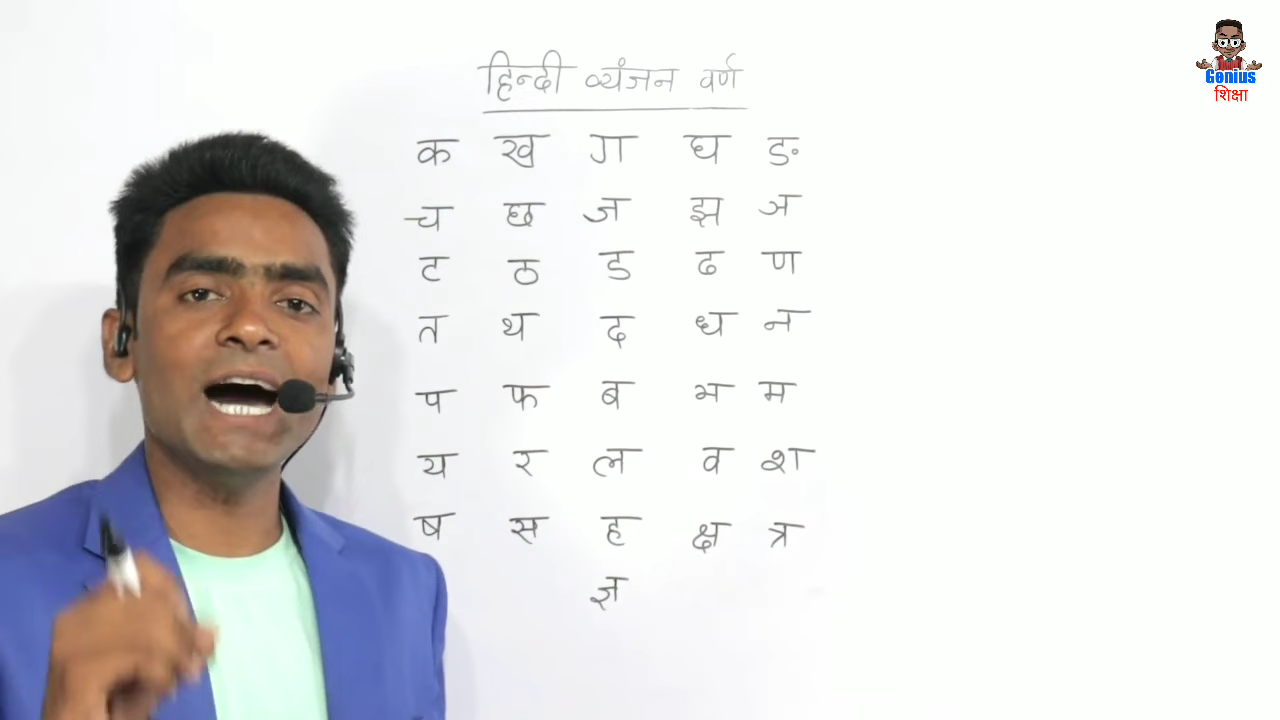 हिन्दी व्यंजन वर्ण
क ख ग घ ङ
च छ ज झ ञ
ट ठ ड ढ ण
त थ द ध न
प फ ब भ म
य र ल व श
ष स ह क्ष त्र
ज्ञ
Genius
शिक्षा